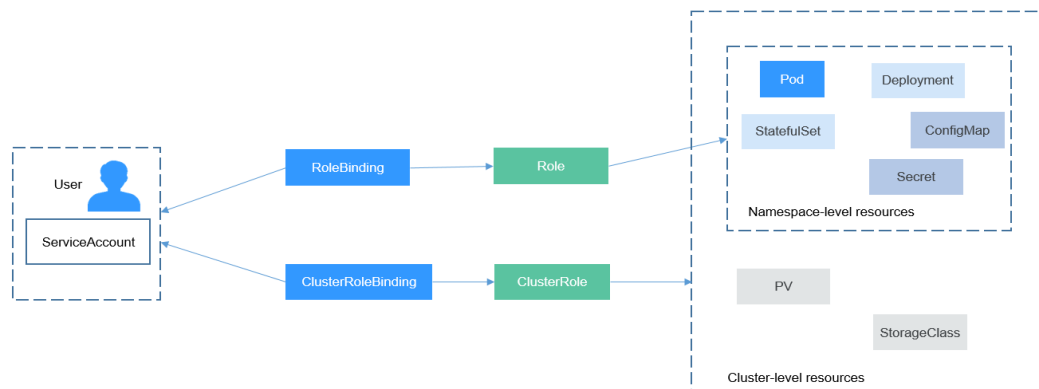 User
ServiceAccount
RoleBinding
ClusterRoleBinding
Role
ClusterRole
Pod
Deployment
StatefulSet
ConfigMap
Secret
Namespace-level resources
PV
StorageClass
Cluster-level resources